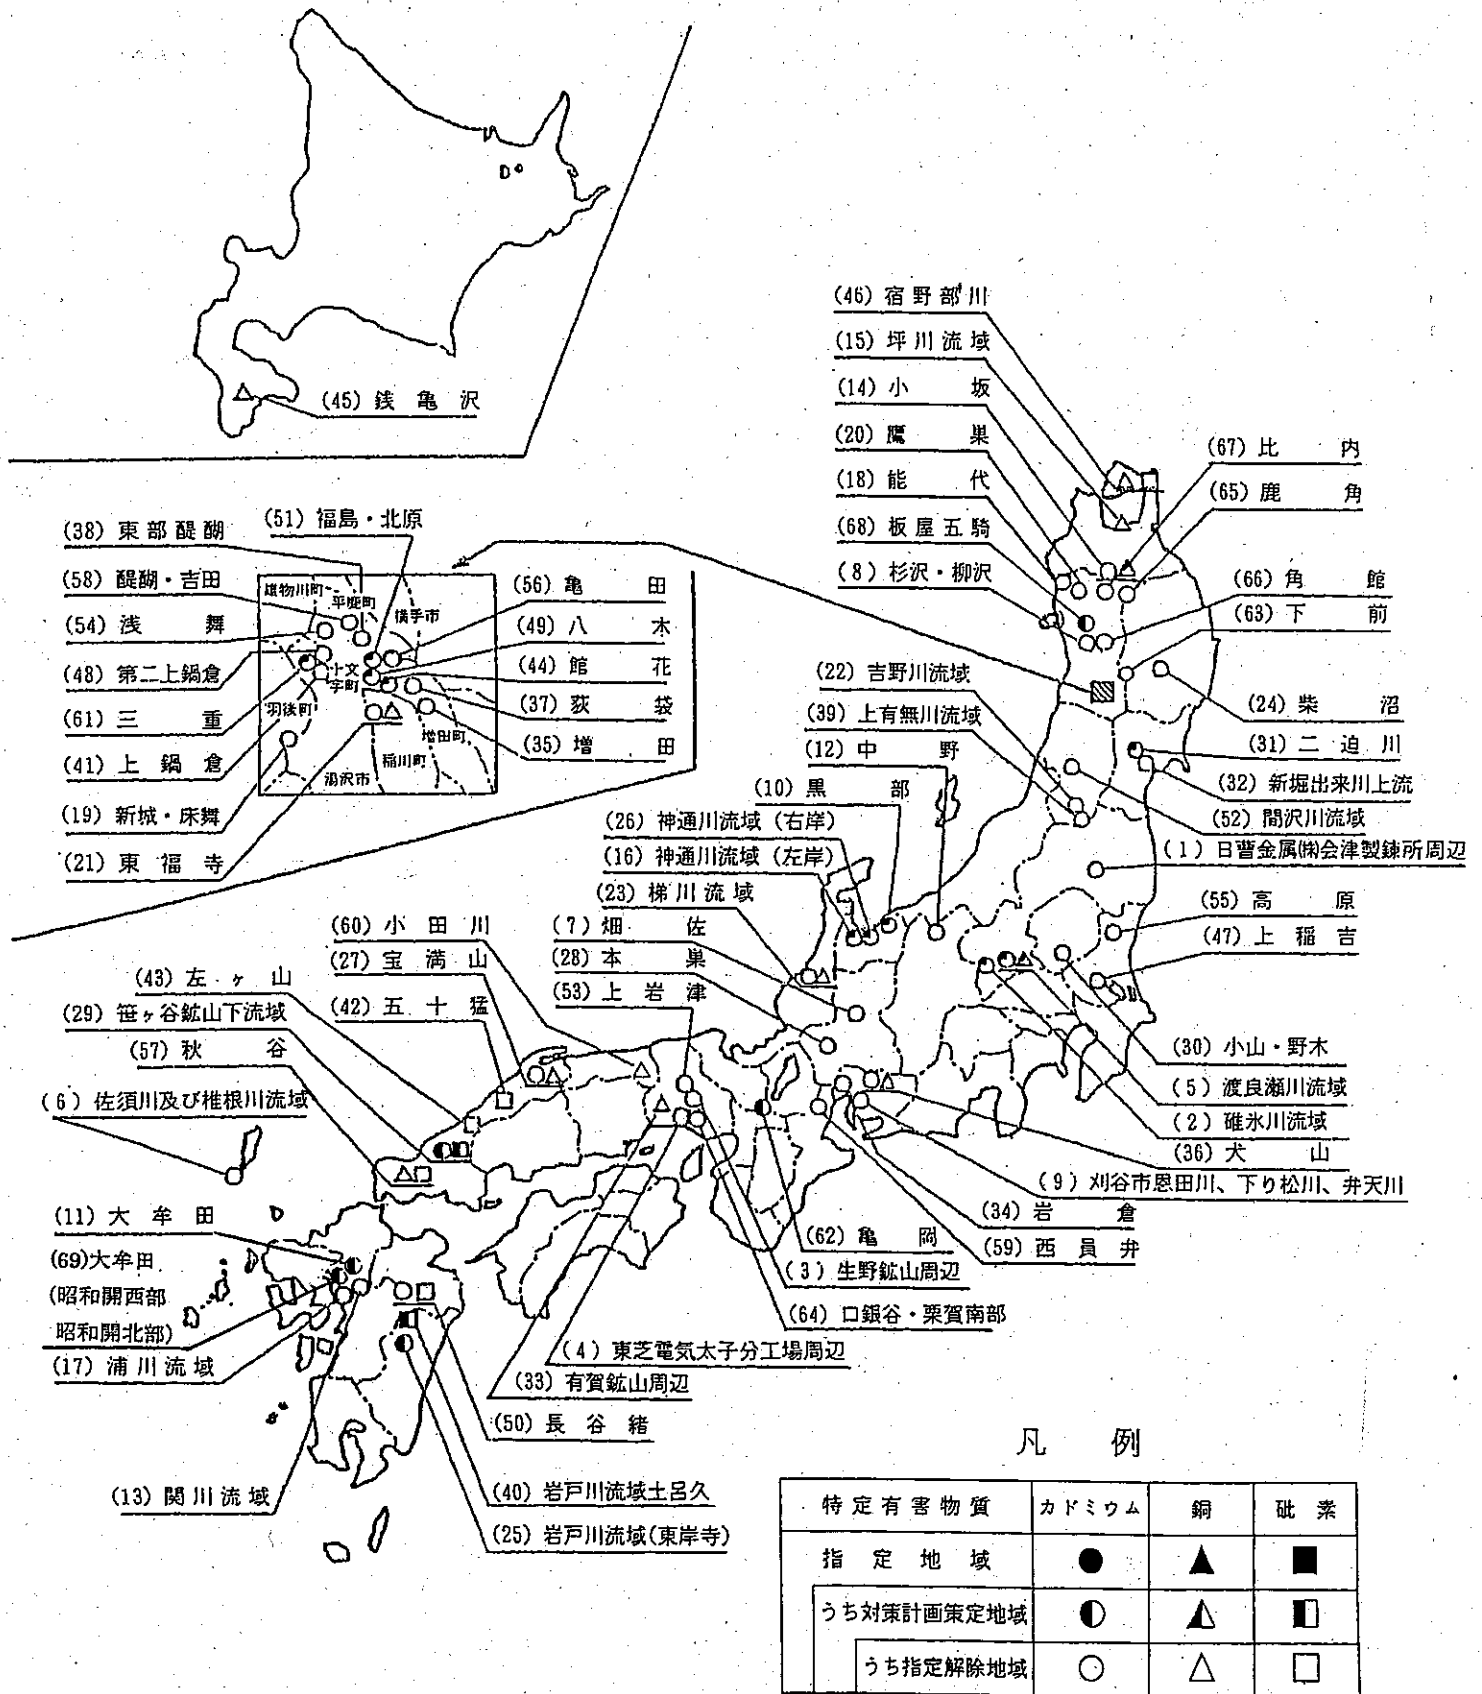 (45) 銭亀沢
(46) 宿野部川
(15) 坪川流域
(14) 小坂
(20) 鷹巣
(18) 能代
(68) 板屋五騎
(8) 杉沢・柳沢
(67) 比内
(65) 鹿角
(66) 角館
(63) 下前
(24) 柴沼
(31) 二迫川
(32) 新堀出来川上流
(52) 間沢川流域
(1) 日曹金属㈱会津製錬所周辺
(55) 高原
(47) 上稲吉
(22) 吉野川流域
(39) 上有無川流域
(12) 中野
(10) 黒部
(26) 神通川流域 (右岸)
(16) 神通川流域 (左岸)
(23) 梯川流域
(7) 畑佐
(28) 本巣
(53) 上岩津
(38) 東部醍醐
(51) 福島・北原
(58) 醍醐・吉田
(54) 浅舞
(48) 第二上鍋倉
(61) 三重
(41) 上鍋倉
(19) 新城・床舞
(21) 東福寺
雄物川町
平鹿町
横手市
十文字町
羽後町
増田町
稲川町
湯沢市
(56) 亀田
(49) 八木
(44) 館花
(37) 荻袋
(35) 増田
(60) 小田川
(27) 宝満山
(42) 五十猛
(43) 左ヶ山
(29) 笹ヶ谷鉱山下流域
(57) 秋谷
(6) 佐須川及び椎根川流域
(11) 大牟田
(69)大牟田
(昭和開西部
昭和開北部)
(17) 浦川流域
(13) 関川流域
(30) 小山・野木
(5) 渡良瀬川流域
(2) 碓氷川流域
(36) 犬山
(9) 刈谷市恩田川、下り松川、弁天川
(34) 岩倉
(59) 西員弁
(62) 亀岡
(3) 生野鉱山周辺
(64) 口銀谷・栗賀南部
(4) 東芝電気太子分工場周辺
(33) 有賀鉱山周辺
(50) 長谷緒
(40) 岩戸川流域土呂久
(25) 岩戸川流域(東岸寺)
凡例
特定有害物質 カドミウム 銅 砒素
指定地域 ● ▲ ■
うち対策計画策定地域 ◐ ◭ ◧
うち指定解除地域 ○ △ □